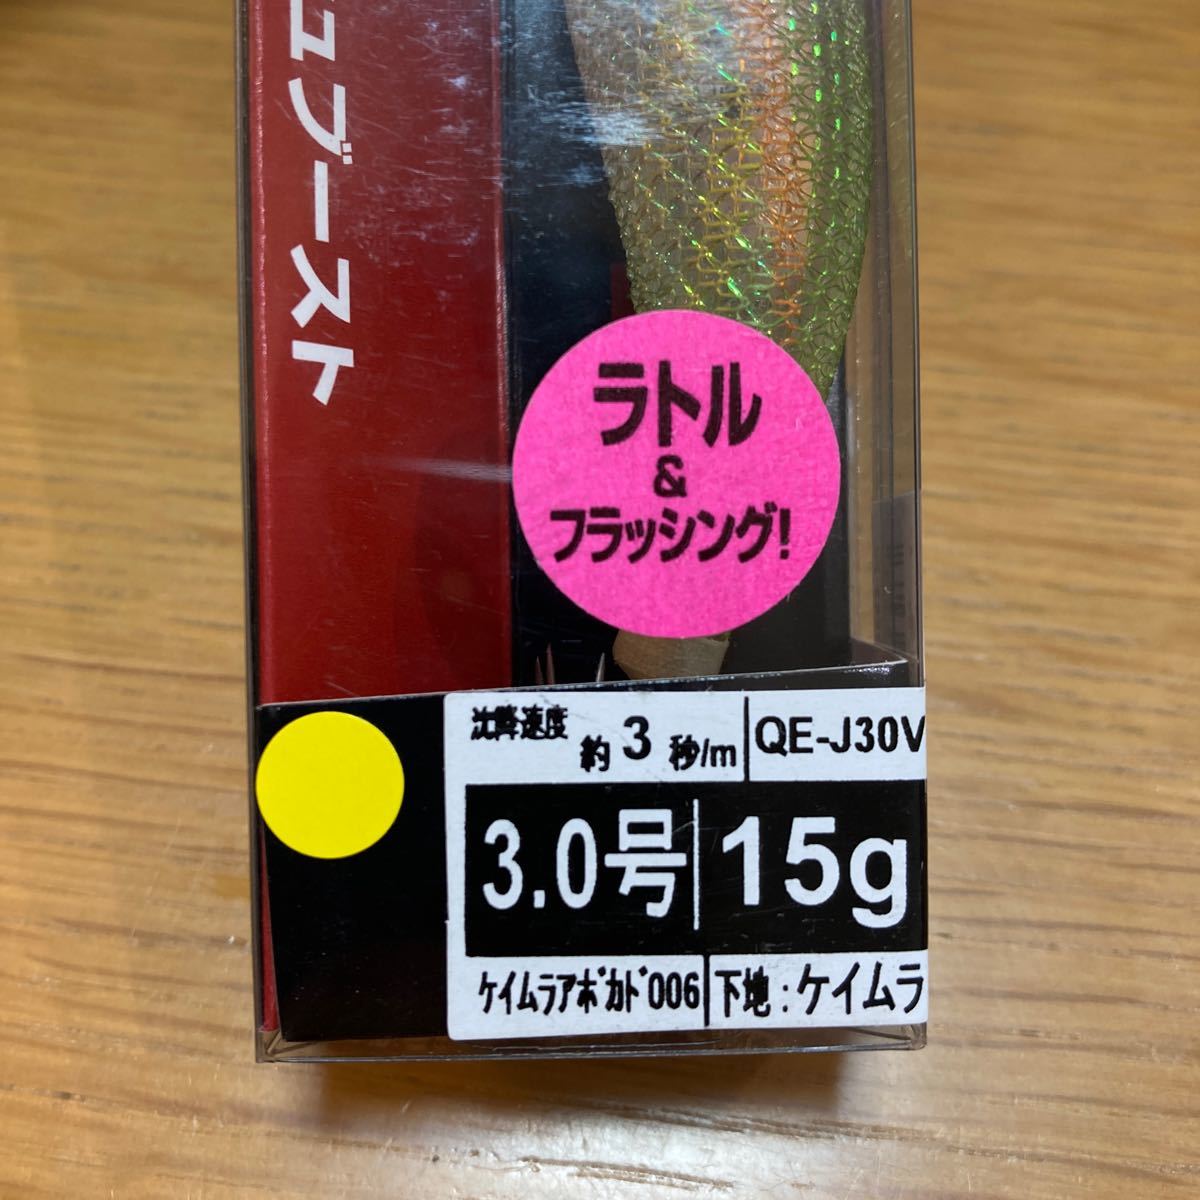 ュブースト
ラトル
&
フラッシング!
沈降速度 約3秒/m
QE-J30V
3.0号
15g
ケイムラアボカド006
下地:ケイムラ